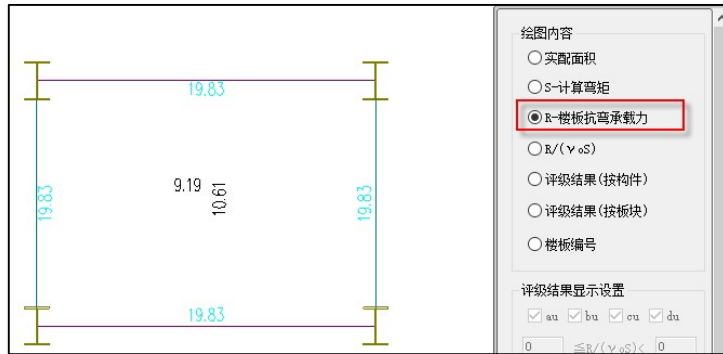 19.83
19.83
9.19
10.61
19.83
19.83
绘图内容
实配面积
S-计算弯矩
R-楼板抗弯承载力
R/(γoS)
评级结果(按构件)
评级结果(按板块)
楼板编号
评级结果显示设置
au bu cu du
0 ≦R/(γoS)< 0